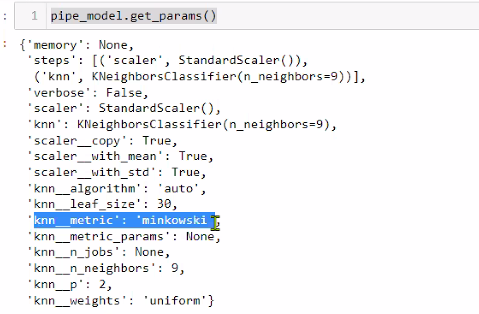 : 1 pipe_model.get_params()
: {'memory': None,
'steps': [('scaler', StandardScaler()),
('knn', KNeighborsClassifier(n_neighbors=9))],
'verbose': False,
'scaler': StandardScaler(),
'knn': KNeighborsClassifier(n_neighbors=9),
'scaler__copy': True,
'scaler__with_mean': True,
'scaler__with_std': True,
'knn__algorithm': 'auto',
'knn__leaf_size': 30,
'knn__metric': 'minkowski',
'knn__metric_params': None,
'knn__n_jobs': None,
'knn__n_neighbors': 9,
'knn__p': 2,
'knn__weights': 'uniform'}